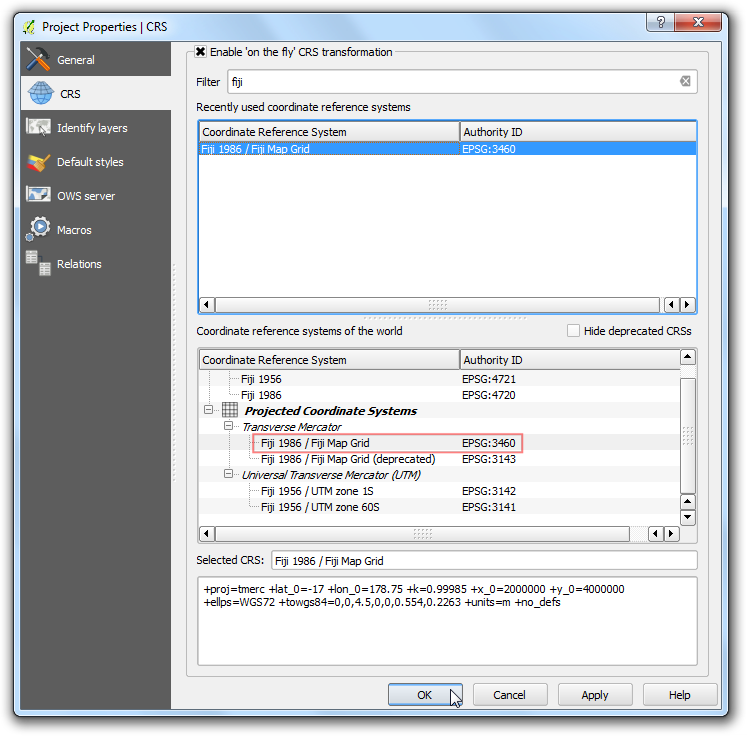 Project Properties | CRS
?
General
CRS
Identify layers
Default styles
OWS server
Macros
Relations
Enable 'on the fly' CRS transformation
Filter fiji
Recently used coordinate reference systems
Coordinate Reference System Authority ID
Fiji 1986 / Fiji Map Grid EPSG:3460
Coordinate reference systems of the world Hide deprecated CRSs
Coordinate Reference System Authority ID
Fiji 1956 EPSG:4721
Fiji 1986 EPSG:4720
Projected Coordinate Systems
Transverse Mercator
Fiji 1986 / Fiji Map Grid EPSG:3460
Fiji 1986 / Fiji Map Grid (deprecated) EPSG:3143
Universal Transverse Mercator (UTM)
Fiji 1956 / UTM zone 1S EPSG:3142
Fiji 1956 / UTM zone 60S EPSG:3141
Selected CRS: Fiji 1986 / Fiji Map Grid
+proj=tmerc +lat_0=-17 +lon_0=178.75 +k=0.99985 +x_0=2000000 +y_0=4000000
+ellps=WGS72 +towgs84=0,0,4.5,0,0,0.554,0.2263 +units=m +no_defs
OK Cancel Apply Help